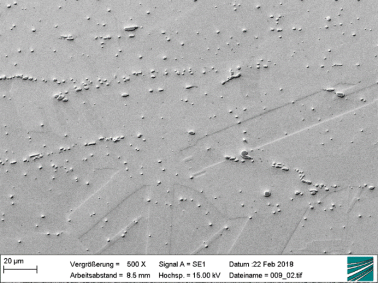 20 µm
Vergrößerung = 500 X Signal A = SE1 Datum :22 Feb 2018
Arbeitsabstand = 8.5 mm Hochsp. = 15.00 kV Dateiname = 009_02.tif